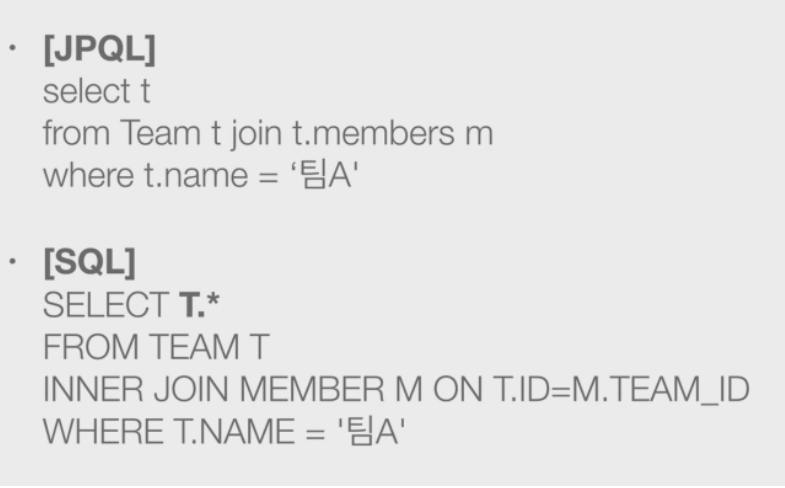 · [JPQL]
select t
from Team t join t.members m
where t.name = ‘팀A'
· [SQL]
SELECT T.*
FROM TEAM T
INNER JOIN MEMBER M ON T.ID=M.TEAM_ID
WHERE T.NAME = '팀A'